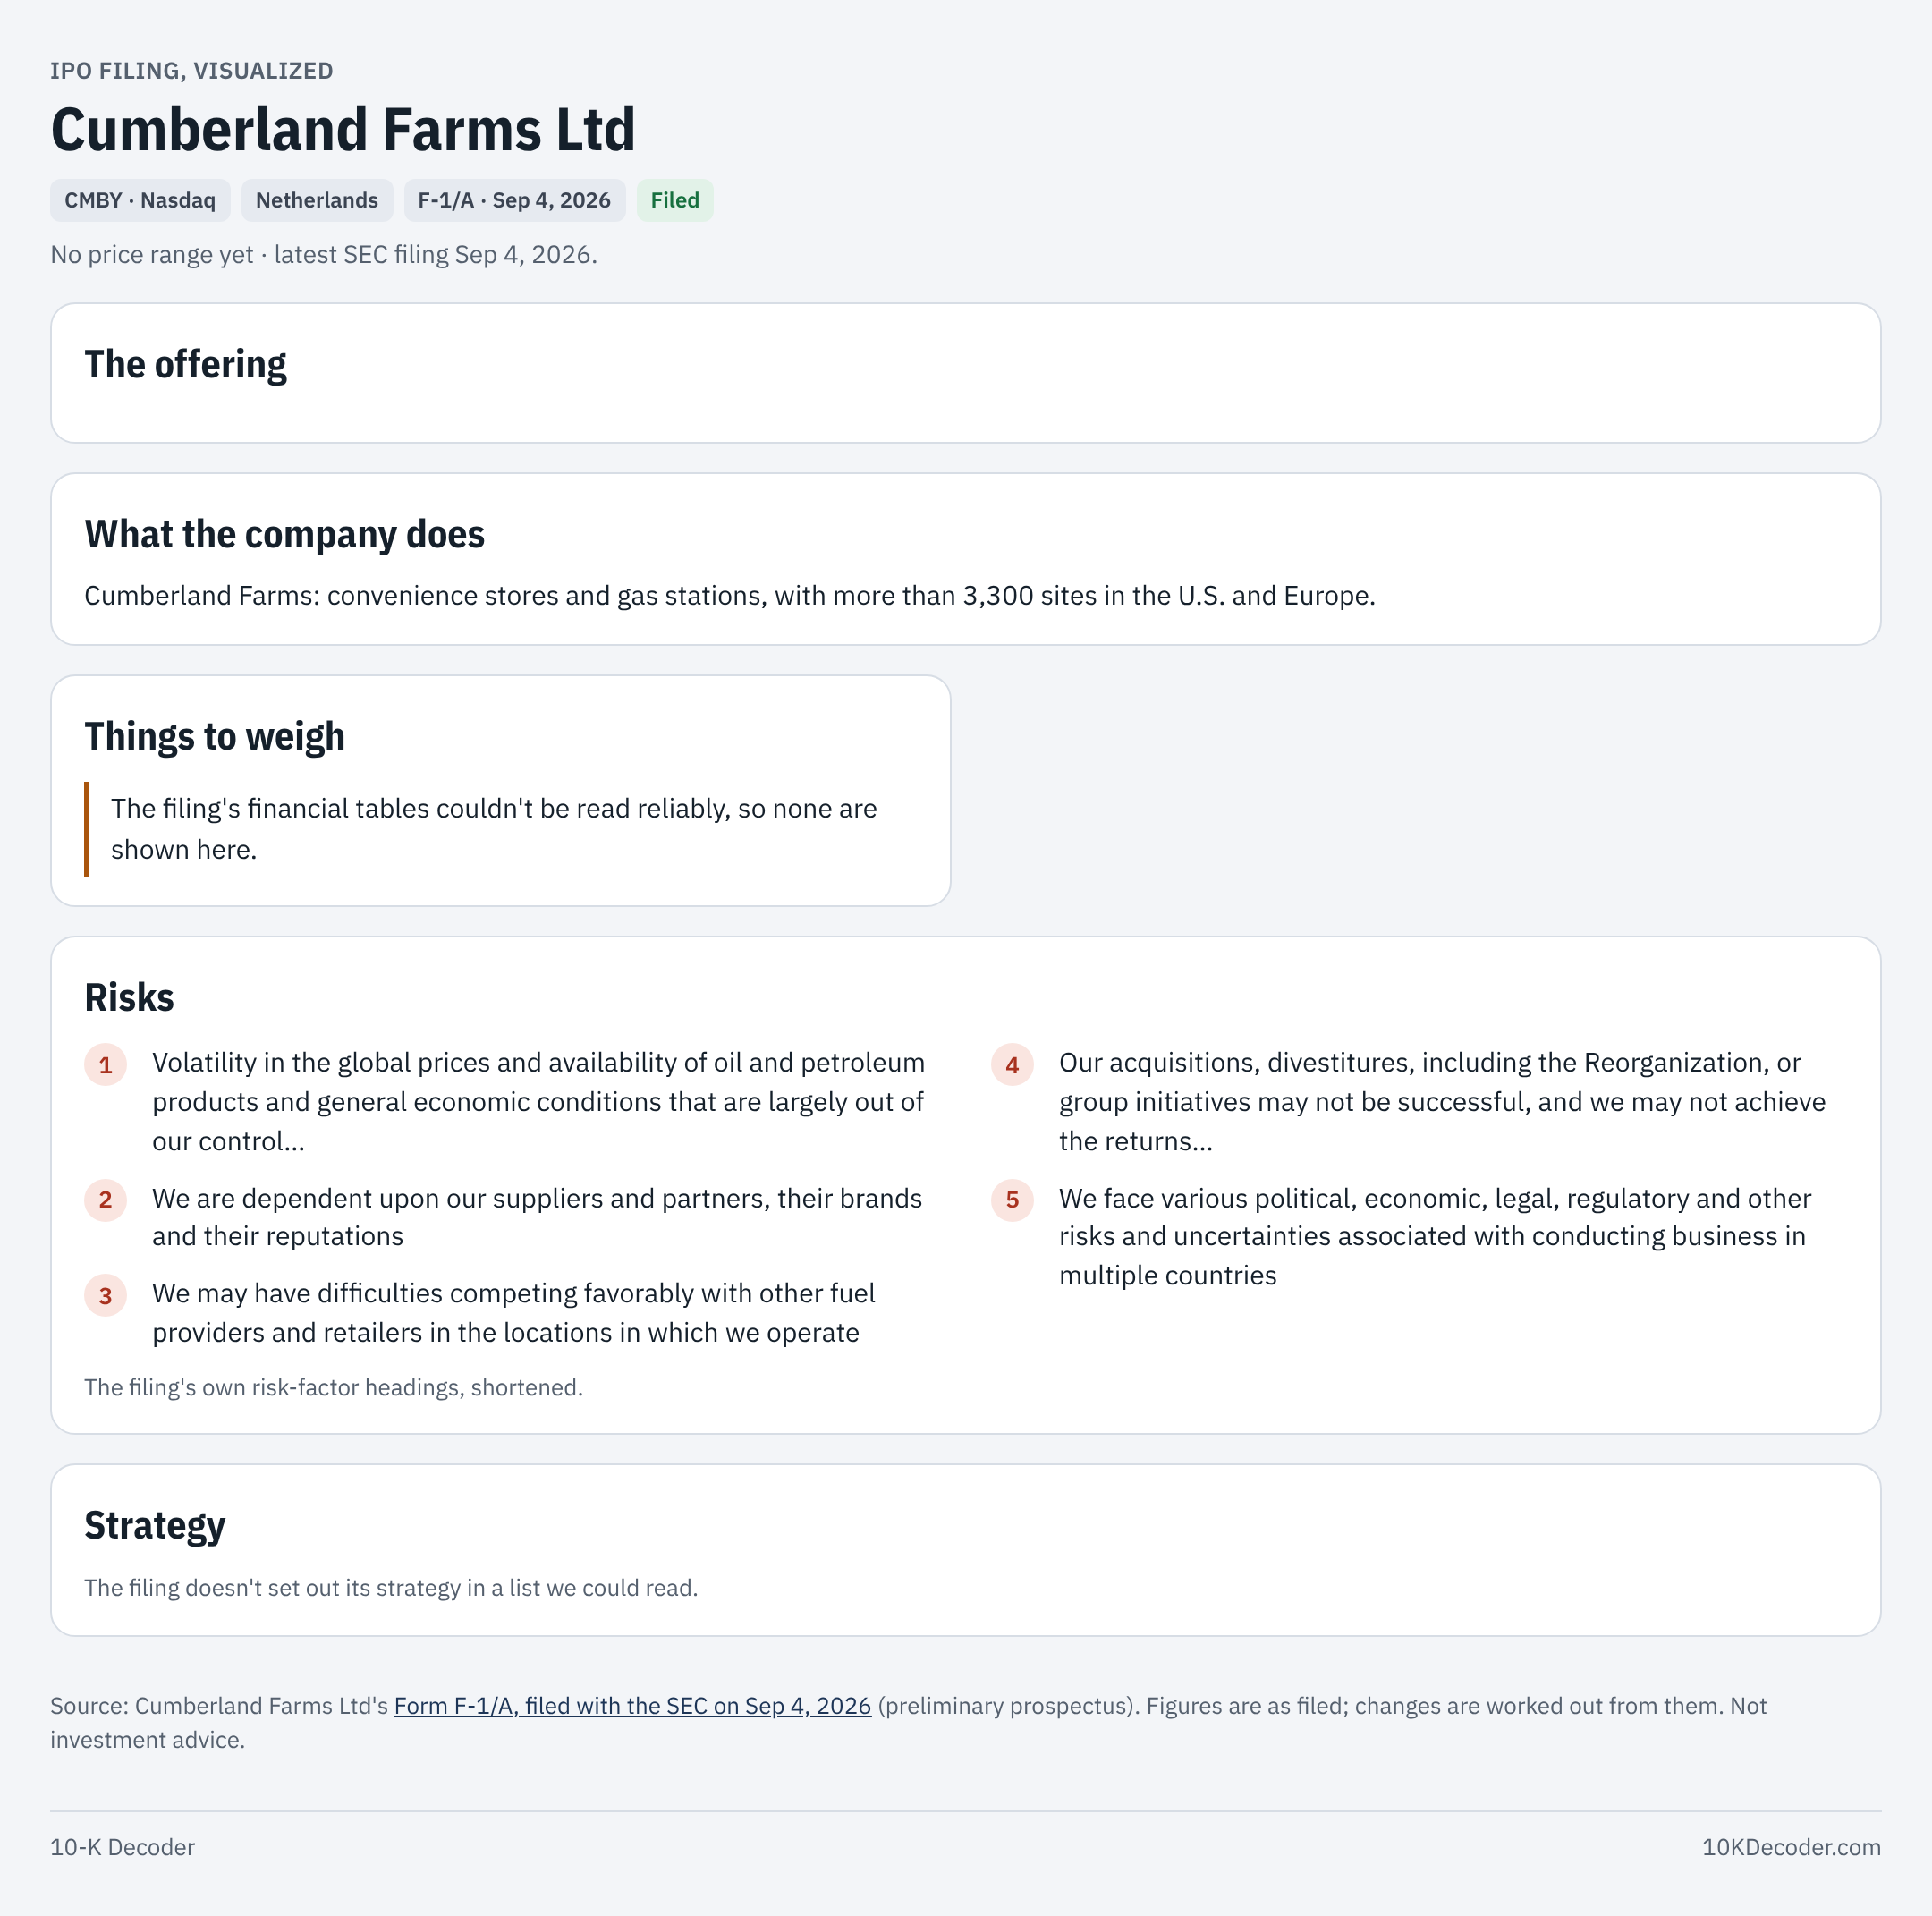 IPO FILING, VISUALIZED
Cumberland Farms Ltd
CMBY · Nasdaq
Netherlands
F-1/A · Sep 4, 2026
Filed
No price range yet · latest SEC filing Sep 4, 2026.
The offering
What the company does
Cumberland Farms: convenience stores and gas stations, with more than 3,300 sites in the U.S. and Europe.
Things to weigh
The filing's financial tables couldn't be read reliably, so none are
shown here.
Risks
1
Volatility in the global prices and availability of oil and petroleum
products and general economic conditions that are largely out of
our control...
2
We are dependent upon our suppliers and partners, their brands
and their reputations
3
We may have difficulties competing favorably with other fuel
providers and retailers in the locations in which we operate
4
Our acquisitions, divestitures, including the Reorganization, or
group initiatives may not be successful, and we may not achieve
the returns...
5
We face various political, economic, legal, regulatory and other
risks and uncertainties associated with conducting business in
multiple countries
The filing's own risk-factor headings, shortened.
Strategy
The filing doesn't set out its strategy in a list we could read.
Source: Cumberland Farms Ltd's Form F-1/A, filed with the SEC on Sep 4, 2026 (preliminary prospectus). Figures are as filed; changes are worked out from them. Not
investment advice.
10-K Decoder
10KDecoder.com